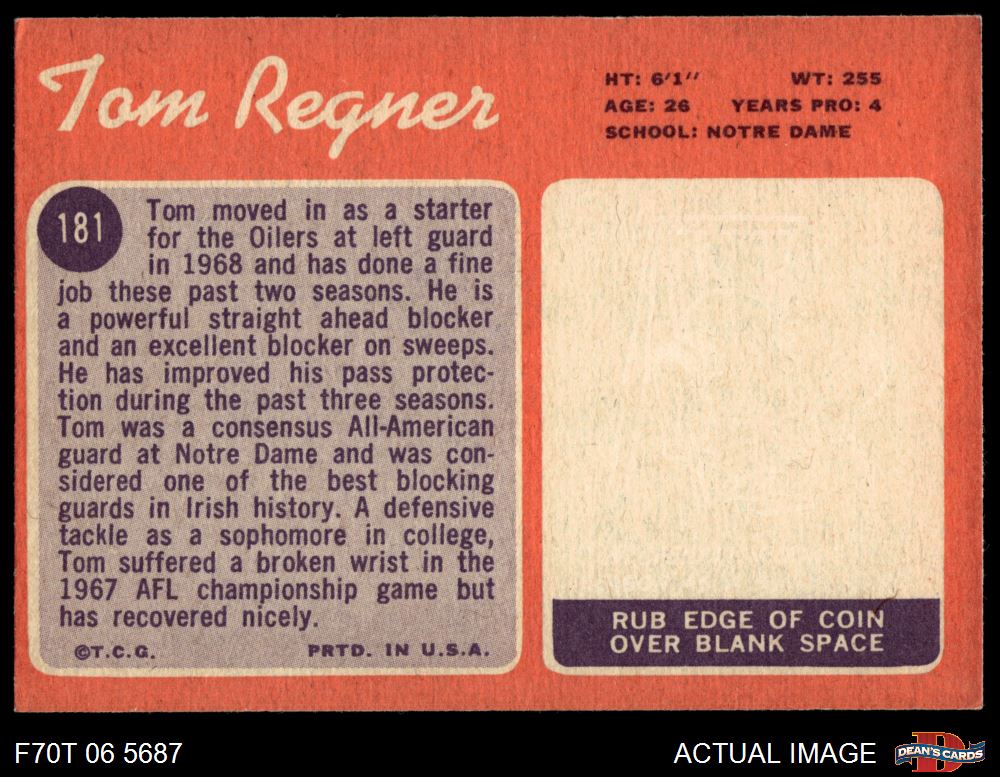 Tom Regner
HT: 6'1'' WT: 255
AGE: 26 YEARS PRO: 4
SCHOOL: NOTRE DAME
181
Tom moved in as a starter
for the Oilers at left guard
in 1968 and has done a fine
job these past two seasons. He is
a powerful straight ahead blocker
and an excellent blocker on sweeps.
He has improved his pass protec-
tion during the past three seasons.
Tom was a consensus All-American
guard at Notre Dame and was con-
sidered one of the best blocking
guards in Irish history. A defensive
tackle as a sophomore in college,
Tom suffered a broken wrist in the
1967 AFL championship game but
has recovered nicely.
©T.C.G. PRTD. IN U.S.A.
RUB EDGE OF COIN
OVER BLANK SPACE
F70T 06 5687
ACTUAL IMAGE
D
DEAN'S CARDS